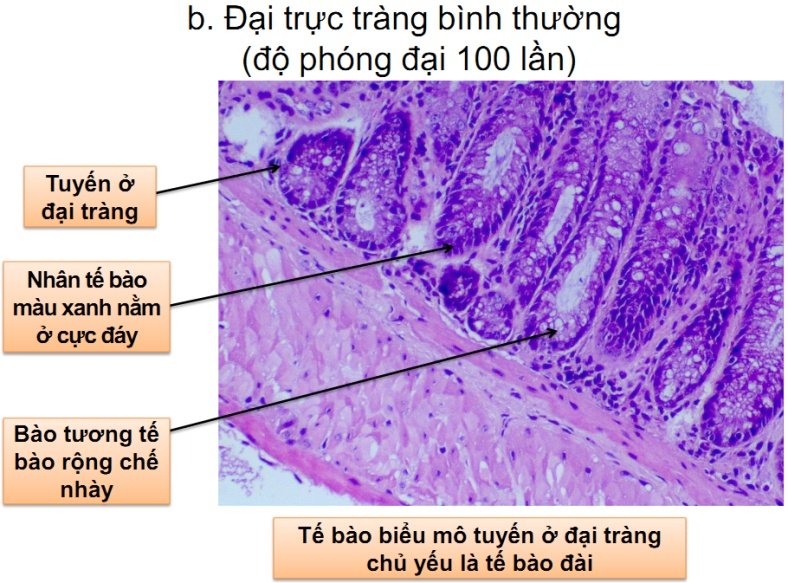 b. Đại trực tràng bình thường
(độ phóng đại 100 lần)
Tuyến ở
đại tràng
Nhân tế bào
màu xanh nằm
ở cực đáy
Bào tương tế
bào rộng chế
nhày
Tế bào biểu mô tuyến ở đại tràng
chủ yếu là tế bào đài